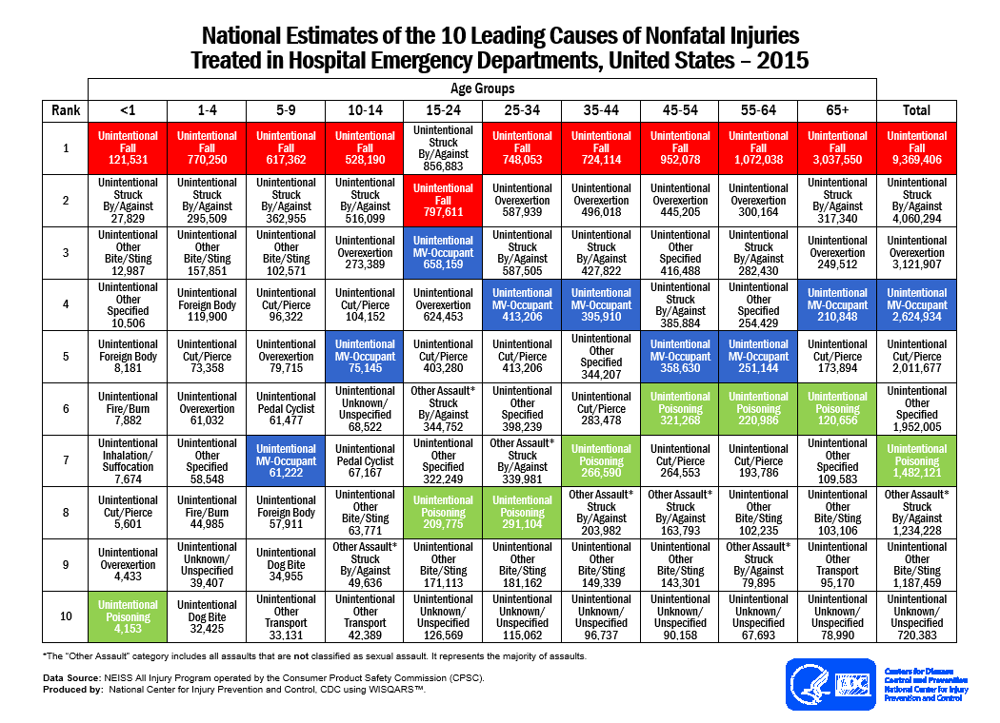 National Estimates of the 10 Leading Causes of Nonfatal Injuries
Treated in Hospital Emergency Departments, United States – 2015
Age Groups
Rank <1 1-4 5-9 10-14 15-24 25-34 35-44 45-54 55-64 65+ Total
1
Unintentional
Fall
121,531
Unintentional
Fall
770,250
Unintentional
Fall
617,362
Unintentional
Fall
528,190
Unintentional
Struck
By/Against
856,883
Unintentional
Fall
748,053
Unintentional
Fall
724,114
Unintentional
Fall
952,078
Unintentional
Fall
1,072,038
Unintentional
Fall
3,037,550
Unintentional
Fall
9,369,406
2
Unintentional
Struck
By/Against
27,829
Unintentional
Struck
By/Against
295,509
Unintentional
Struck
By/Against
362,955
Unintentional
Struck
By/Against
516,099
Unintentional
Fall
797,611
Unintentional
Overexertion
587,939
Unintentional
Overexertion
496,018
Unintentional
Overexertion
445,205
Unintentional
Overexertion
300,164
Unintentional
Struck
By/Against
317,340
Unintentional
Struck
By/Against
4,060,294
3
Unintentional
Other
Bite/Sting
12,987
Unintentional
Other
Bite/Sting
157,851
Unintentional
Other
Bite/Sting
102,571
Unintentional
Overexertion
273,389
Unintentional
MV-Occupant
658,159
Unintentional
Struck
By/Against
587,505
Unintentional
Struck
By/Against
427,822
Unintentional
Other
Specified
416,488
Unintentional
Struck
By/Against
282,430
Unintentional
Overexertion
249,512
Unintentional
Overexertion
3,121,907
4
Unintentional
Other
Specified
10,506
Unintentional
Foreign Body
119,900
Unintentional
Cut/Pierce
96,322
Unintentional
Cut/Pierce
104,152
Unintentional
Overexertion
624,453
Unintentional
MV-Occupant
413,206
Unintentional
MV-Occupant
395,910
Unintentional
Struck
By/Against
385,884
Unintentional
Other
Specified
254,429
Unintentional
MV-Occupant
210,848
Unintentional
MV-Occupant
2,624,934
5
Unintentional
Foreign Body
8,181
Unintentional
Cut/Pierce
73,358
Unintentional
Overexertion
79,715
Unintentional
MV-Occupant
75,145
Unintentional
Cut/Pierce
403,280
Unintentional
Cut/Pierce
413,206
Unintentional
Other
Specified
344,207
Unintentional
MV-Occupant
358,630
Unintentional
MV-Occupant
251,144
Unintentional
Cut/Pierce
173,894
Unintentional
Cut/Pierce
2,011,677
6
Unintentional
Fire/Burn
7,882
Unintentional
Overexertion
61,032
Unintentional
Pedal Cyclist
61,477
Unintentional
Unknown/
Unspecified
68,522
Other Assault*
Struck
By/Against
344,752
Unintentional
Other
Specified
398,239
Unintentional
Cut/Pierce
283,478
Unintentional
Poisoning
321,268
Unintentional
Poisoning
220,986
Unintentional
Poisoning
120,656
Unintentional
Other
Specified
1,952,005
7
Unintentional
Inhalation/
Suffocation
7,674
Unintentional
Other
Specified
58,548
Unintentional
MV-Occupant
61,222
Unintentional
Pedal Cyclist
67,167
Unintentional
Other
Specified
322,249
Other Assault*
Struck
By/Against
339,981
Unintentional
Poisoning
266,590
Unintentional
Cut/Pierce
264,553
Unintentional
Cut/Pierce
193,786
Unintentional
Other
Specified
109,583
Unintentional
Poisoning
1,482,121
8
Unintentional
Cut/Pierce
5,601
Unintentional
Fire/Burn
44,985
Unintentional
Foreign Body
57,911
Unintentional
Other
Bite/Sting
63,771
Unintentional
Poisoning
209,775
Unintentional
Poisoning
291,104
Other Assault*
Struck
By/Against
203,982
Other Assault*
Struck
By/Against
163,793
Unintentional
Other
Bite/Sting
102,235
Unintentional
Other
Bite/Sting
103,106
Other Assault*
Struck
By/Against
1,234,228
9
Unintentional
Overexertion
4,433
Unintentional
Unknown/
Unspecified
39,407
Unintentional
Dog Bite
34,955
Other Assault*
Struck
By/Against
49,636
Unintentional
Other
Bite/Sting
171,113
Unintentional
Other
Bite/Sting
181,162
Unintentional
Other
Bite/Sting
149,339
Unintentional
Other
Bite/Sting
143,301
Other Assault*
Struck
By/Against
79,895
Unintentional
Other
Transport
95,170
Unintentional
Other
Bite/Sting
1,187,459
10
Unintentional
Poisoning
4,153
Unintentional
Dog Bite
32,425
Unintentional
Other
Transport
33,131
Unintentional
Other
Transport
42,389
Unintentional
Unknown/
Unspecified
126,569
Unintentional
Unknown/
Unspecified
115,062
Unintentional
Unknown/
Unspecified
96,737
Unintentional
Unknown/
Unspecified
90,158
Unintentional
Unknown/
Unspecified
67,693
Unintentional
Unknown/
Unspecified
78,990
Unintentional
Unknown/
Unspecified
720,383
*The "Other Assault" category includes all assaults that are not classified as sexual assault. It represents the majority of assaults.
Data Source: NEISS All Injury Program operated by the Consumer Product Safety Commission (CPSC).
Produced by: National Center for Injury Prevention and Control, CDC using WISQARS™.
CDC
Centers for Disease
Control and Prevention
National Center for Injury
Prevention and Control